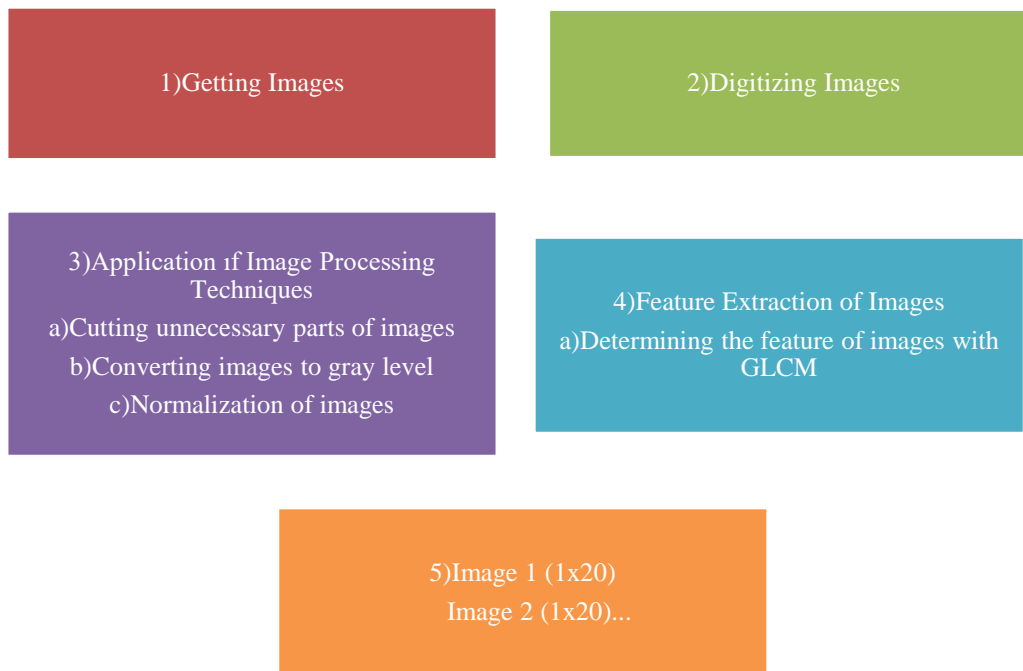 1)Getting Images
2)Digitizing Images
3)Application ıf Image Processing
Techniques
a)Cutting unnecessary parts of images
b)Converting images to gray level
c)Normalization of images
4)Feature Extraction of Images
a)Determining the feature of images with
GLCM
5)Image 1 (1x20)
Image 2 (1x20)...